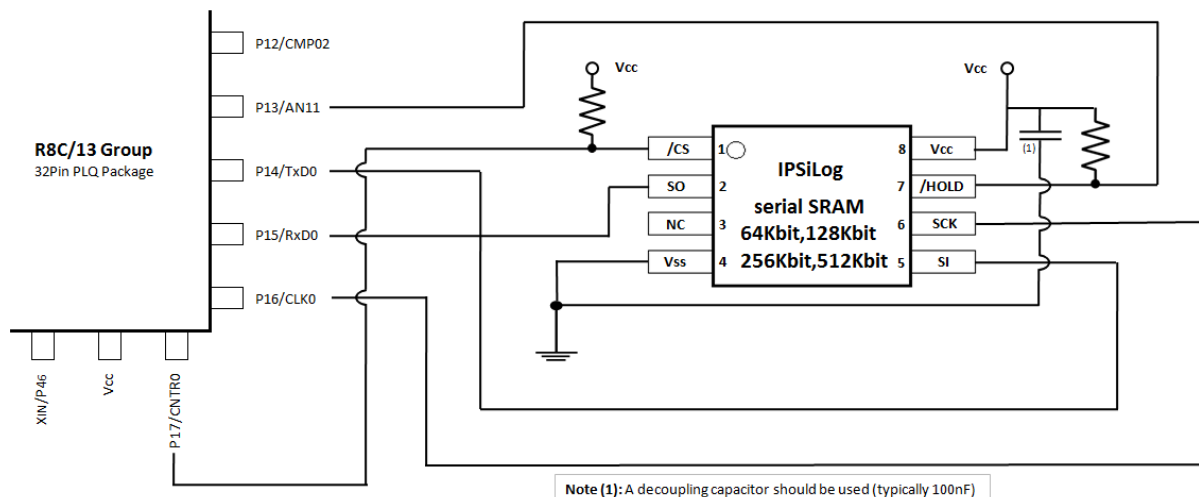 P12/CMP02
P13/AN11
R8C/13 Group
32Pin PLQ Package
P14/TxD0
P15/RxD0
P16/CLK0
XIN/P46
Vcc
P17/CNTR0
Vcc
Vcc
/CS
1
SO
2
NC
3
Vss
4
IPSiLog
serial SRAM
64Kbit,128Kbit
256Kbit,512Kbit
8
Vcc
7
/HOLD
6
SCK
5
SI
(1)
Note (1): A decoupling capacitor should be used (typically 100nF)